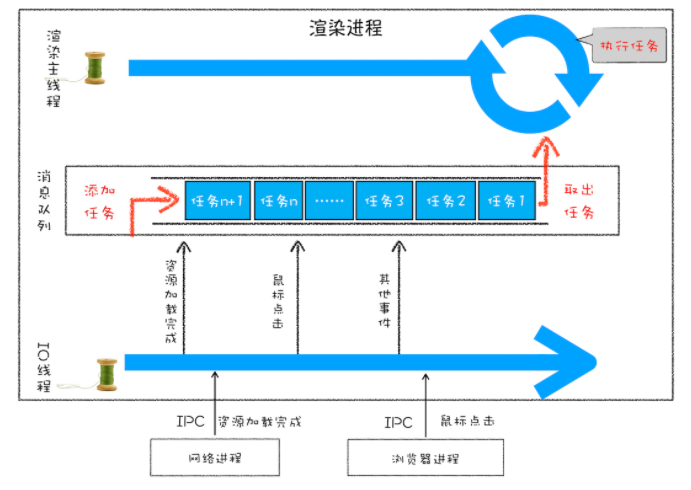 渲染进程
渲染主线程
执行任务
消息队列
添加
任务
任务n+1
任务n
……
任务3
任务2
任务1
取出
任务
资源加载完成
鼠标点击
其他事件
IO线程
IPC 资源加载完成
IPC 鼠标点击
网络进程
浏览器进程